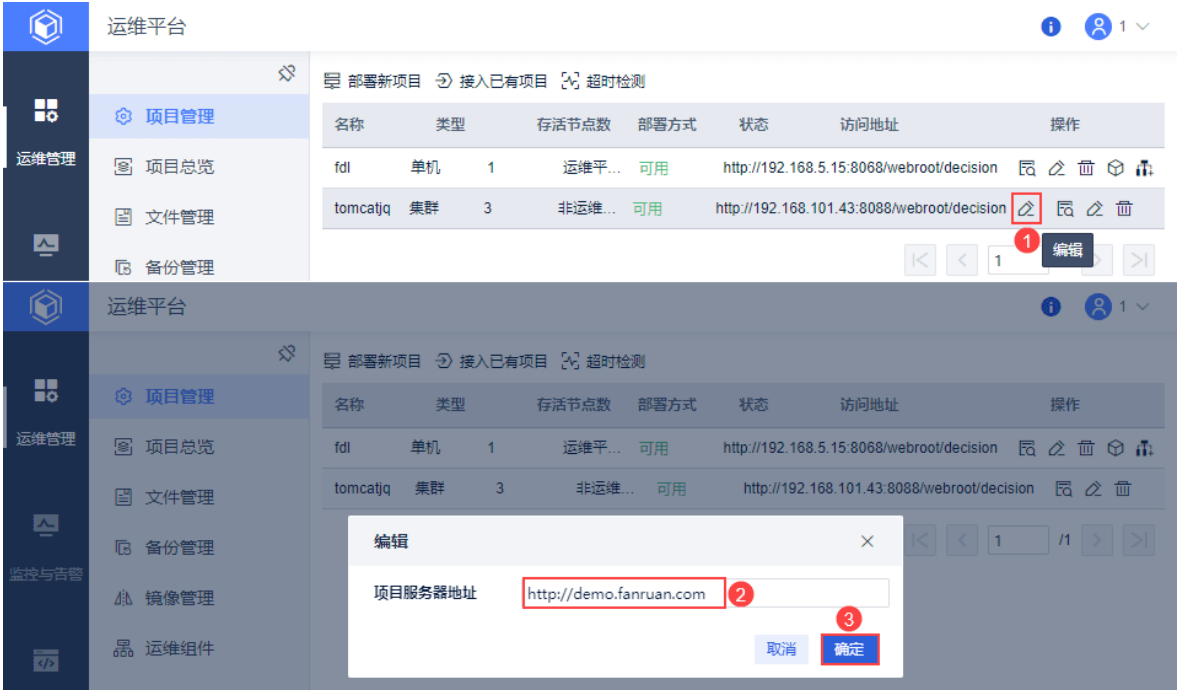 运维平台
1
部署新项目 接入已有项目 超时检测
项目管理
名称 类型 存活节点数 部署方式 状态 访问地址 操作
运维管理
项目总览
fdl 单机 1 运维平... 可用 http://192.168.5.15:8068/webroot/decision
文件管理
tomcatjq 集群 3 非运维... 可用 http://192.168.101.43:8088/webroot/decision
1 编辑
备份管理
1
运维平台
1
部署新项目 接入已有项目 超时检测
项目管理
名称 类型 存活节点数 部署方式 状态 访问地址 操作
运维管理
项目总览
fdl 单机 1 运维平... 可用 http://192.168.5.15:8068/webroot/decision
文件管理
tomcatjq 集群 3 非运维... 可用 http://192.168.101.43:8088/webroot/decision
备份管理
编辑
1 /1
监控与告警
镜像管理
项目服务器地址 http://demo.fanruan.com 2
3
运维组件
取消 确定